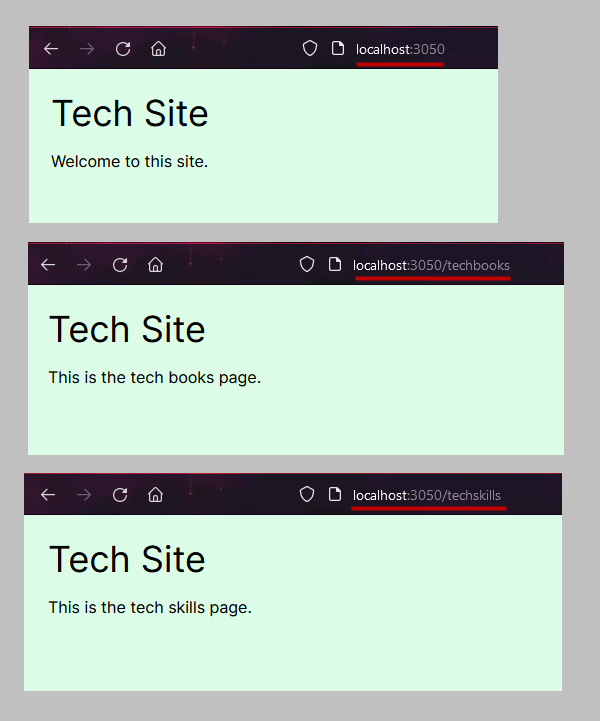 localhost:3050
Tech Site
Welcome to this site.
localhost:3050/techbooks
Tech Site
This is the tech books page.
localhost:3050/techskills
Tech Site
This is the tech skills page.